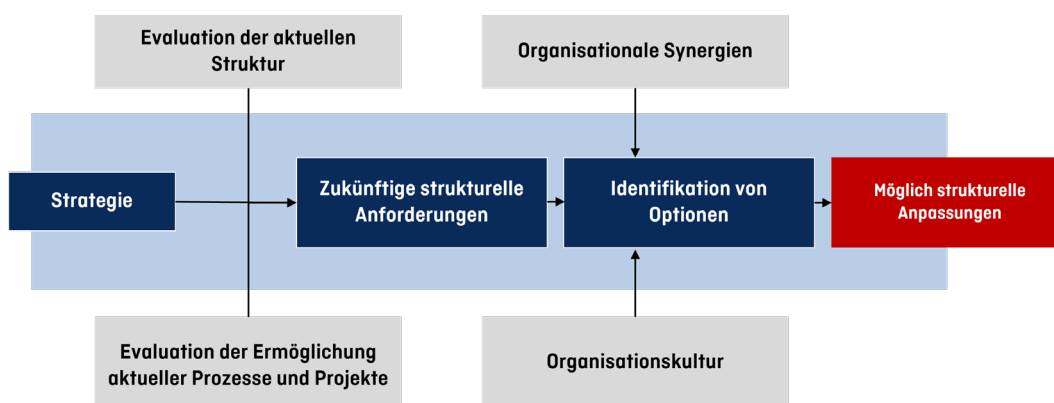 Evaluation der aktuellen
Struktur
Organisationale Synergien
Strategie
Zukünftige strukturelle
Anforderungen
Identifikation von
Optionen
Möglich strukturelle
Anpassungen
Evaluation der Ermöglichung
aktueller Prozesse und Projekte
Organisationskultur